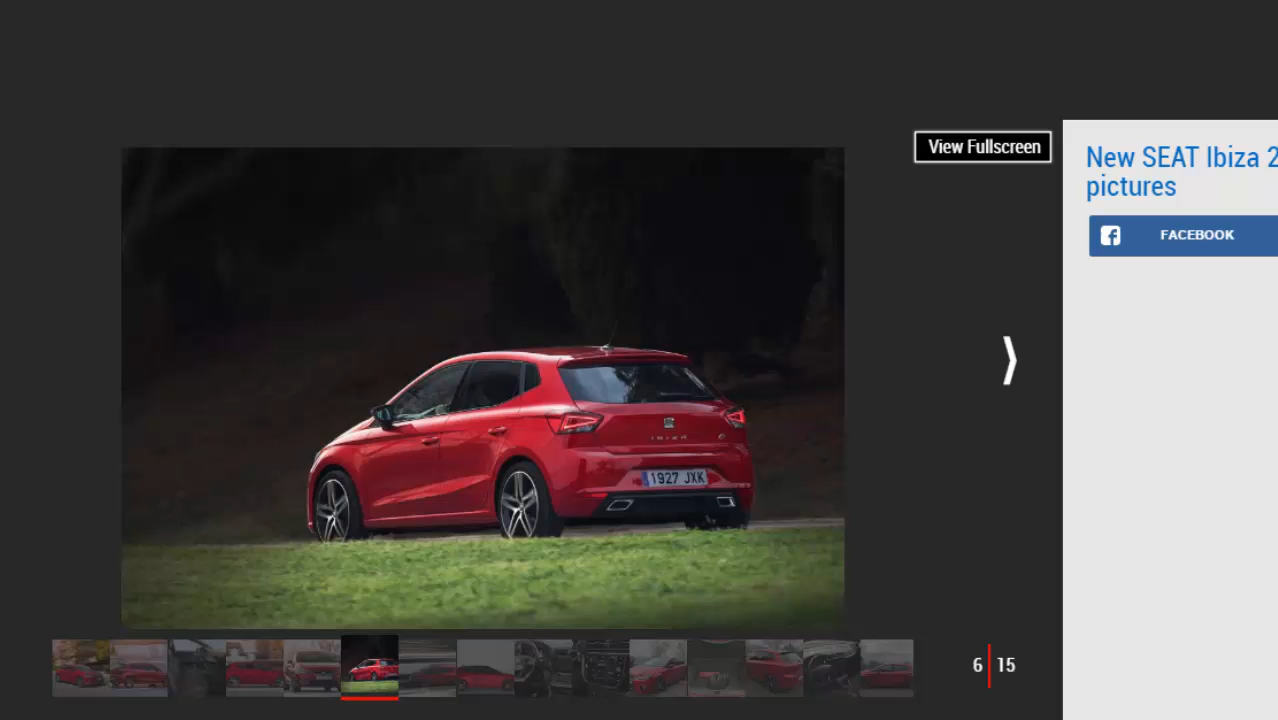 View Fullscreen
New SEAT Ibiza 2
pictures
FACEBOOK
IBIZA
1927 JXK
6 15